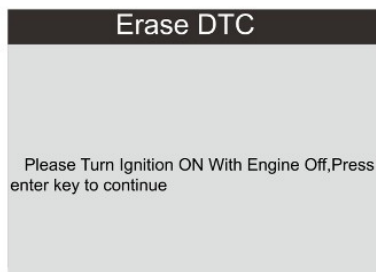 Erase DTC
Please Turn Ignition ON With Engine Off,Press
enter key to continue